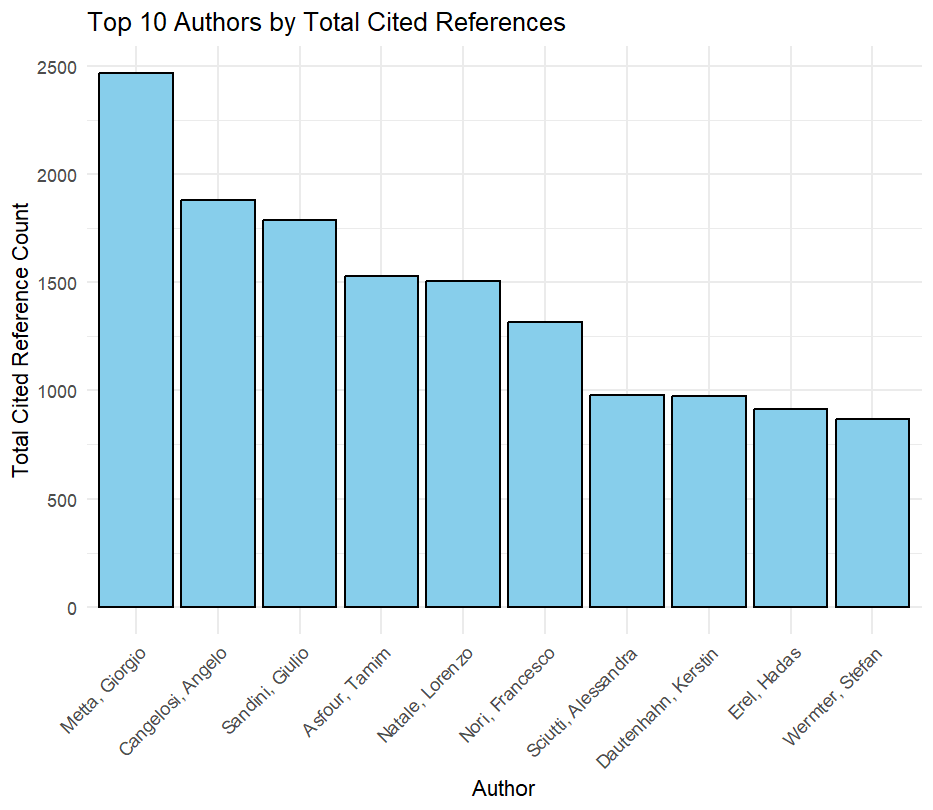 Top 10 Authors by Total Cited References
Total Cited Reference Count
2500
2000
1500
1000
500
0
Metta, Giorgio
Cangelosi, Angelo
Sandini, Giulio
Asfour, Tamim
Natale, Lorenzo
Nori, Francesco
Sciutti, Alessandra
Dautenhahn, Kerstin
Erel, Hadas
Wermter, Stefan
Author